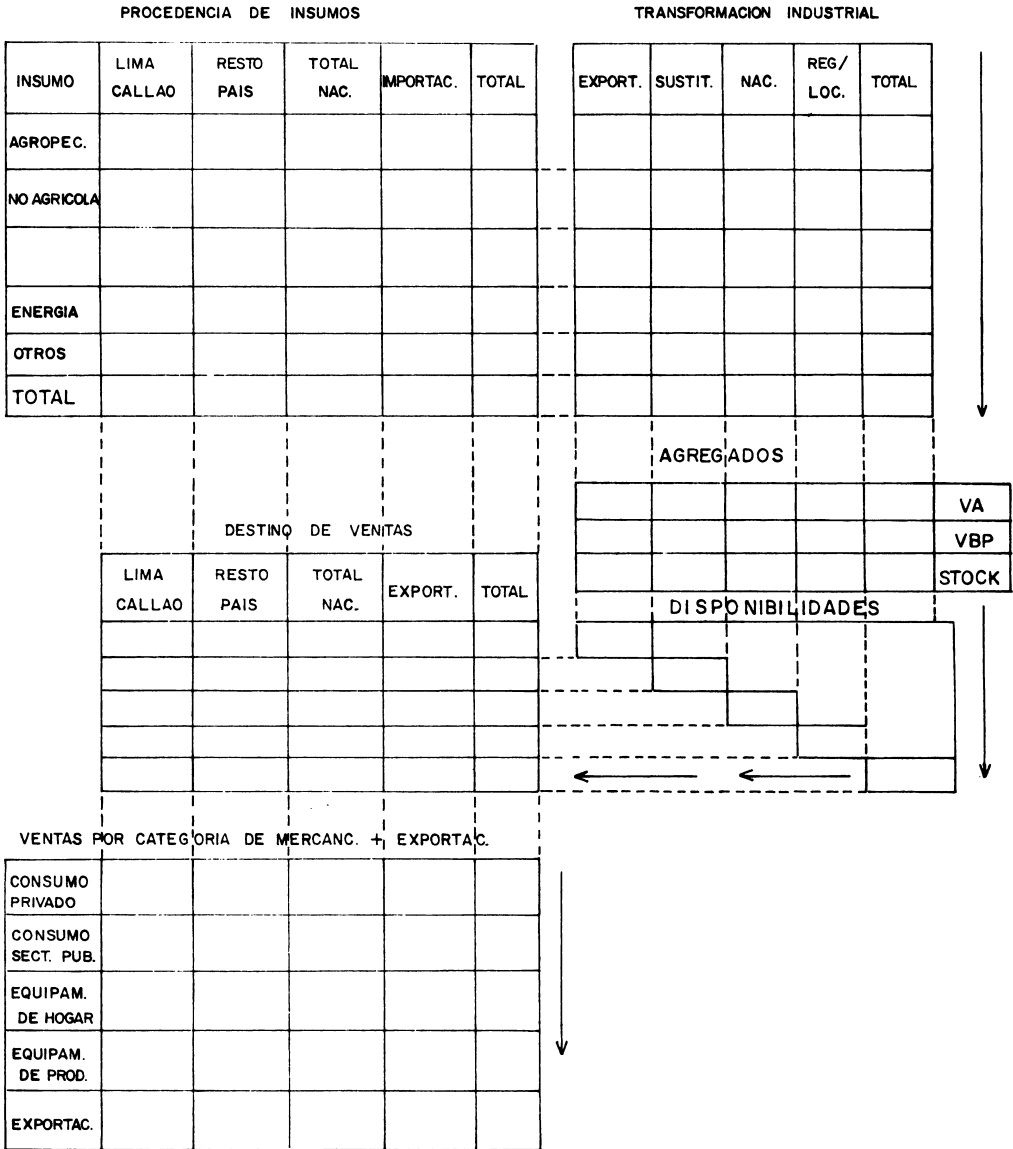 PROCEDENCIA DE INSUMOS
INSUMO
LIMA
CALLAO
RESTO
PAIS
TOTAL
NAC.
IMPORTAC.
TOTAL
AGROPEC.
NO AGRICOLA
ENERGIA
OTROS
TOTAL
TRANSFORMACION INDUSTRIAL
EXPORT.
SUSTIT.
NAC.
REG/
LOC.
TOTAL
AGREGADOS
VA
VBP
STOCK
DISPONIBILIDADES
DESTINO DE VENTAS
LIMA
CALLAO
RESTO
PAIS
TOTAL
NAC.
EXPORT.
TOTAL
VENTAS POR CATEGORIA DE MERCANC. + EXPORTAC.
CONSUMO
PRIVADO
CONSUMO
SECT. PUB.
EQUIPAM.
DE HOGAR
EQUIPAM.
DE PROD.
EXPORTAC.